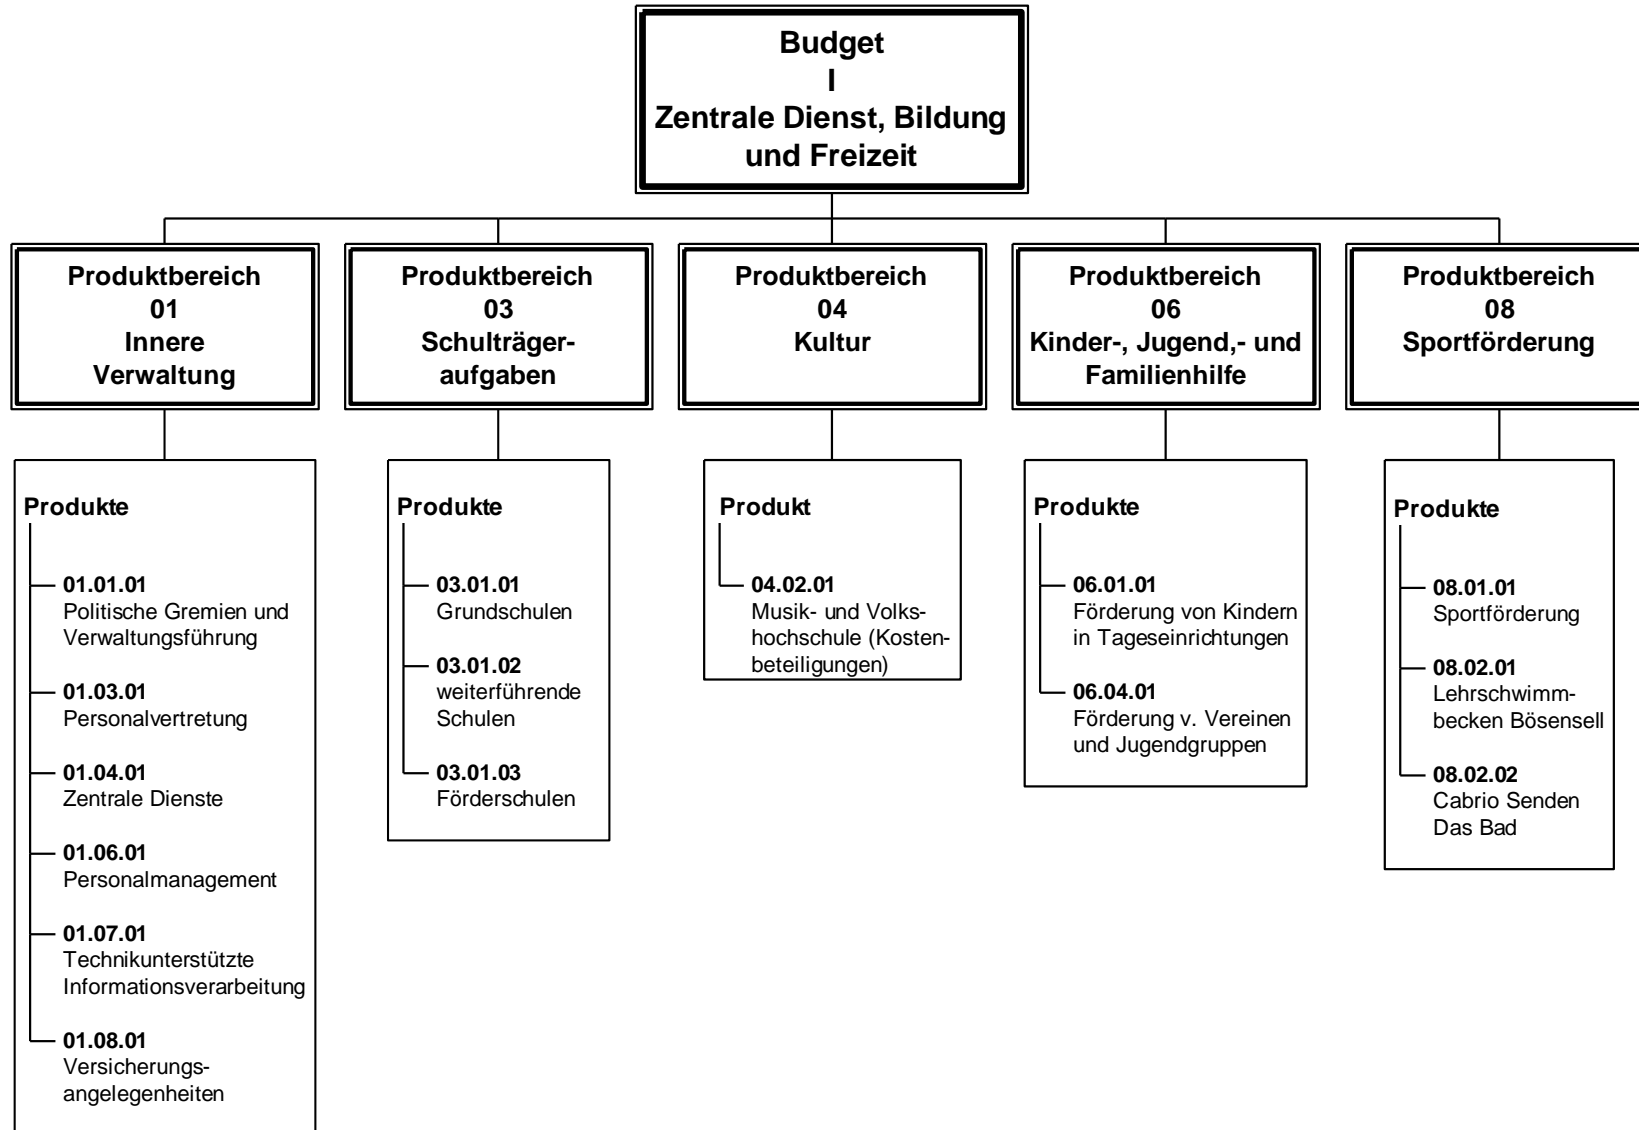 Budget
I
Zentrale Dienst, Bildung
und Freizeit
Produktbereich
01
Innere
Verwaltung
Produktbereich
03
Schulträger-
aufgaben
Produktbereich
04
Kultur
Produktbereich
06
Kinder-, Jugend,- und
Familienhilfe
Produktbereich
08
Sportförderung
Produkte
01.01.01
Politische Gremien und
Verwaltungsführung
01.03.01
Personalvertretung
01.04.01
Zentrale Dienste
01.06.01
Personalmanagement
01.07.01
Technikunterstützte
Informationsverarbeitung
01.08.01
Versicherungs-
angelegenheiten
Produkte
03.01.01
Grundschulen
03.01.02
weiterführende
Schulen
03.01.03
Förderschulen
Produkt
04.02.01
Musik- und Volks-
hochschule (Kosten-
beteiligungen)
Produkte
06.01.01
Förderung von Kindern
in Tageseinrichtungen
06.04.01
Förderung v. Vereinen
und Jugendgruppen
Produkte
08.01.01
Sportförderung
08.02.01
Lehrschwimm-
becken Bösensell
08.02.02
Cabrio Senden
Das Bad